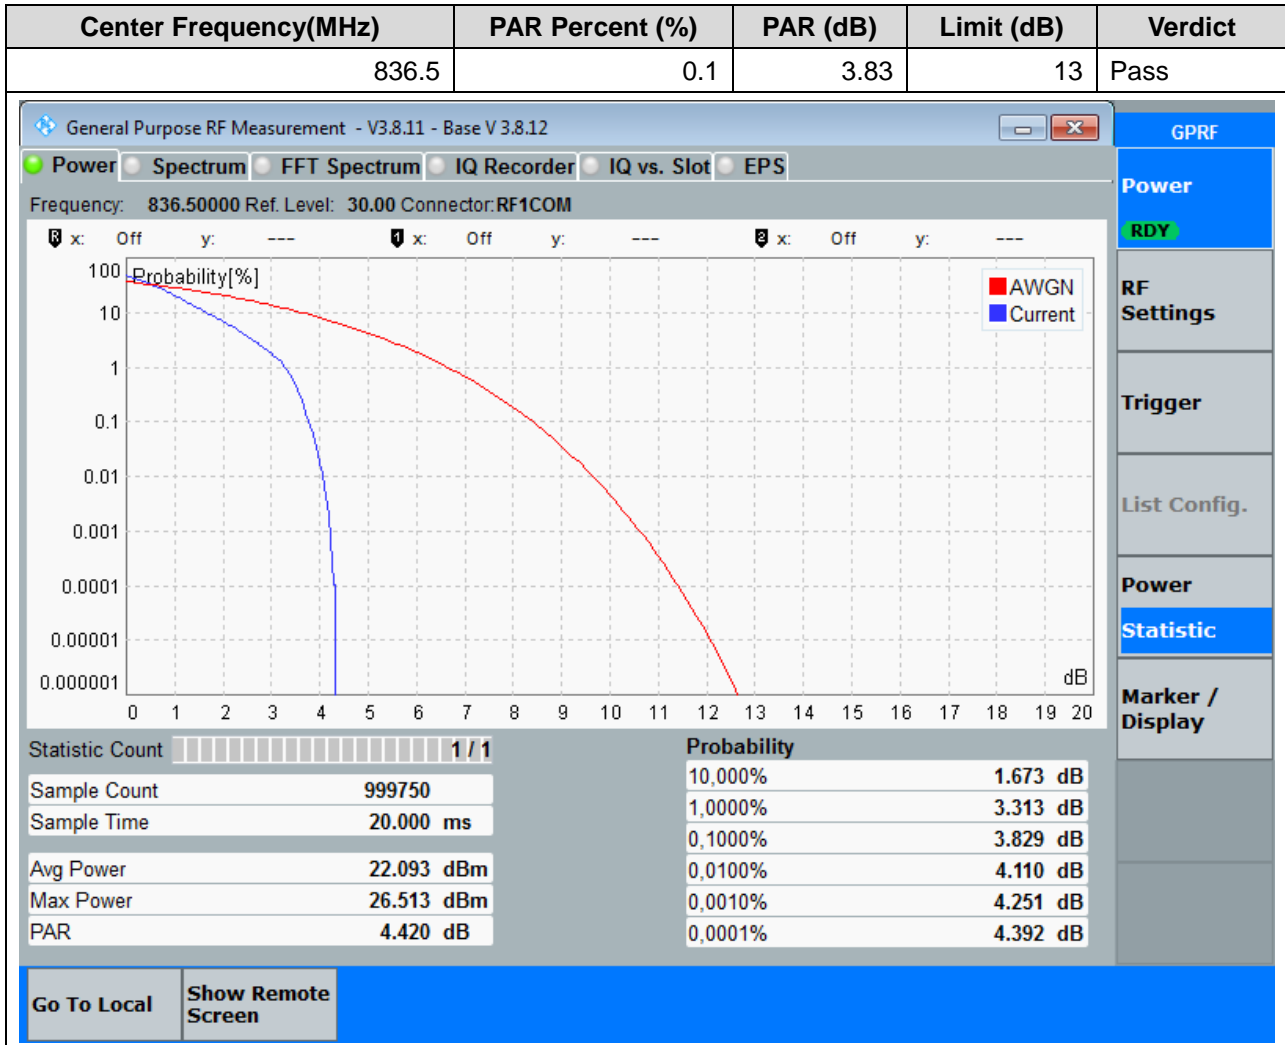 Center Frequency(MHz) PAR Percent (%) PAR (dB) Limit (dB) Verdict
836.5 0.1 3.83 13 Pass
General Purpose RF Measurement - V3.8.11 - Base V 3.8.12
GPRF
Power Spectrum FFT Spectrum IQ Recorder IQ vs. Slot EPS
Frequency: 836.50000 Ref. Level: 30.00 Connector:RF1COM
R x: Off y: --- 1 x: Off y: --- 2 x: Off y: ---
Probability[%]
AWGN
Current
100
10
1
0.1
0.01
0.001
0.0001
0.00001
0.000001
dB
0 1 2 3 4 5 6 7 8 9 10 11 12 13 14 15 16 17 18 19 20
Statistic Count 1 / 1
Sample Count 999750
Sample Time 20.000 ms
Avg Power 22.093 dBm
Max Power 26.513 dBm
PAR 4.420 dB
Probability
10,000% 1.673 dB
1,0000% 3.313 dB
0,1000% 3.829 dB
0,0100% 4.110 dB
0,0010% 4.251 dB
0,0001% 4.392 dB
Power
RDY
RF
Settings
Trigger
List Config.
Power
Statistic
Marker /
Display
Go To Local
Show Remote
Screen